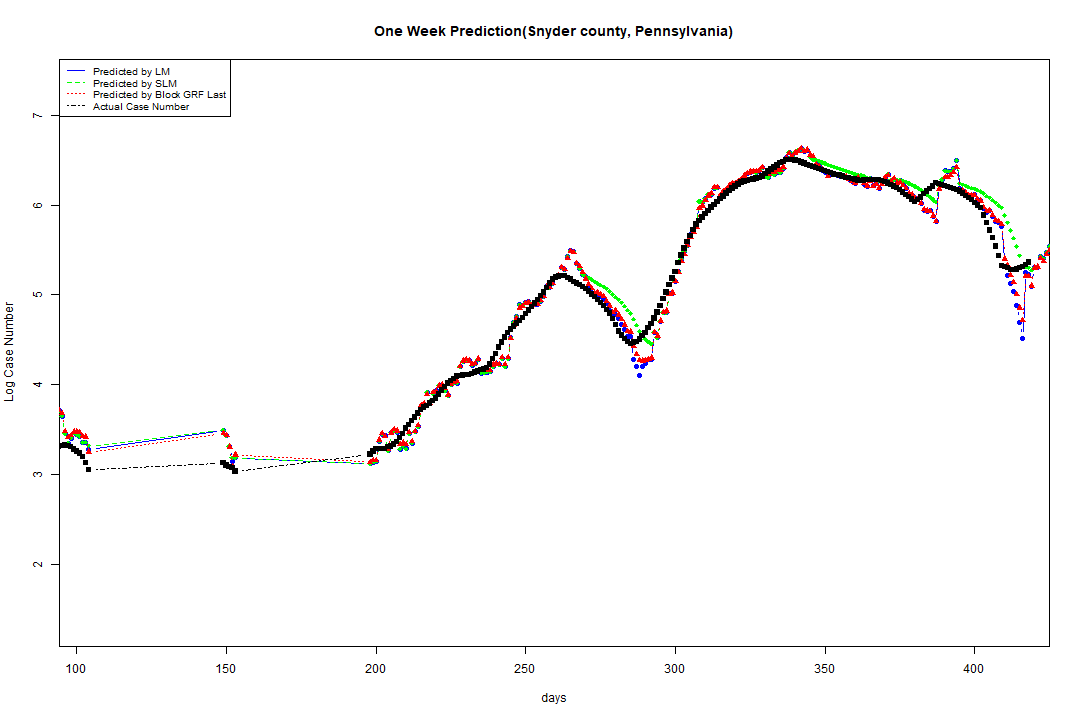 One Week Prediction(Snyder county, Pennsylvania)
Predicted by LM
Predicted by SLM
Predicted by Block GRF Last
Actual Case Number
7
6
5
4
3
2
Log Case Number
100 150 200 250 300 350 400
days